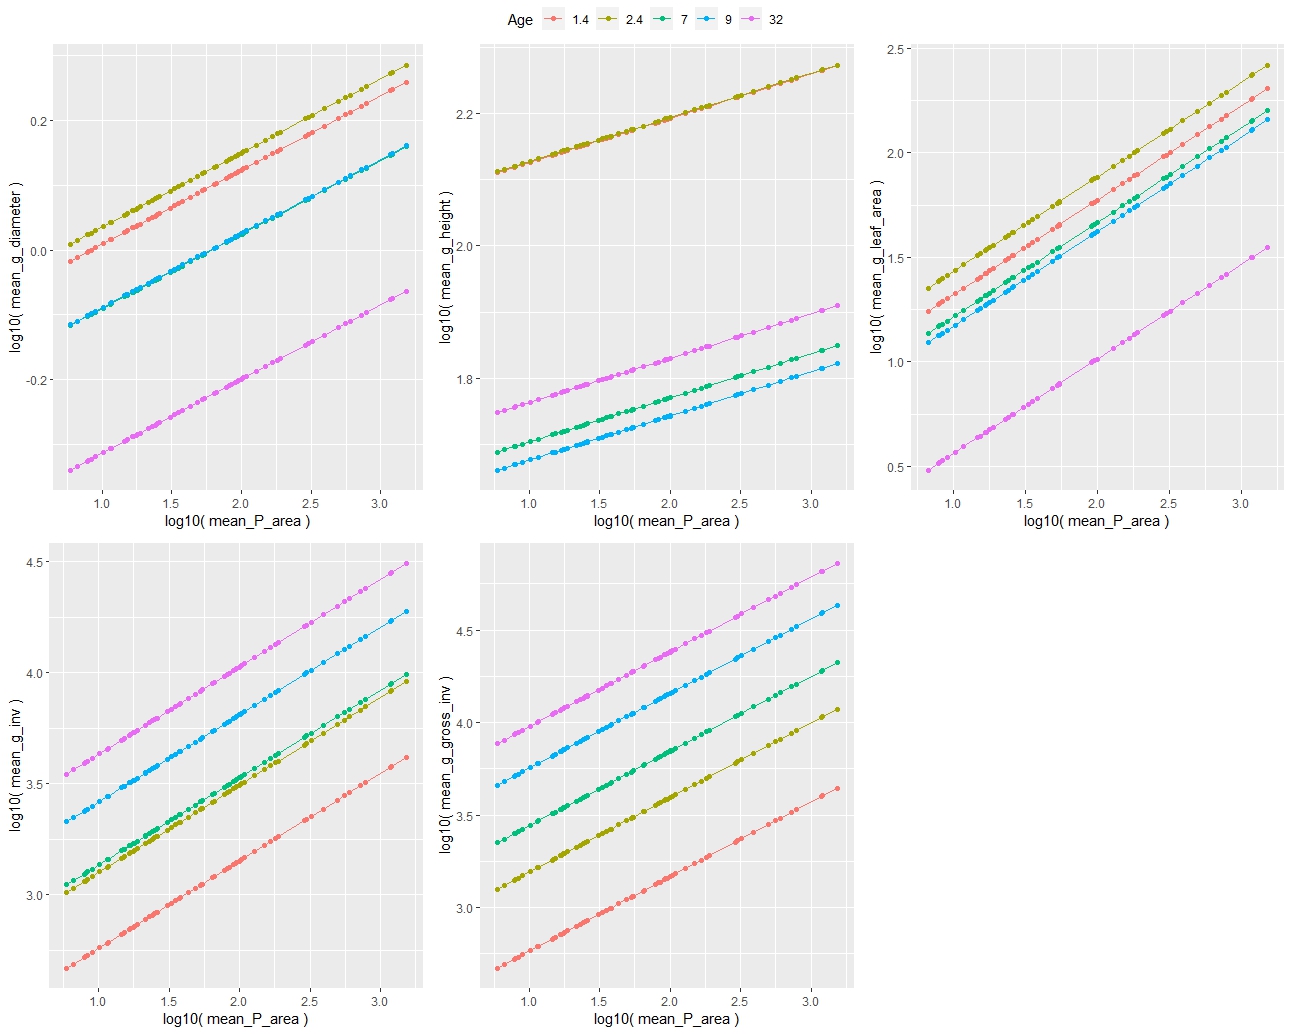 Age 1.4 2.4 7 9 32
log10( mean_g_diameter )
0.2
0.0
-0.2
1.0 1.5 2.0 2.5 3.0
log10( mean_P_area )
log10( mean_g_height )
2.2
2.0
1.8
1.0 1.5 2.0 2.5 3.0
log10( mean_P_area )
log10( mean_g_leaf_area )
2.5
2.0
1.5
1.0
0.5
1.0 1.5 2.0 2.5 3.0
log10( mean_P_area )
log10( mean_g_inv )
4.5
4.0
3.5
3.0
1.0 1.5 2.0 2.5 3.0
log10( mean_P_area )
log10( mean_g_gross_inv )
4.5
4.0
3.5
3.0
1.0 1.5 2.0 2.5 3.0
log10( mean_P_area )